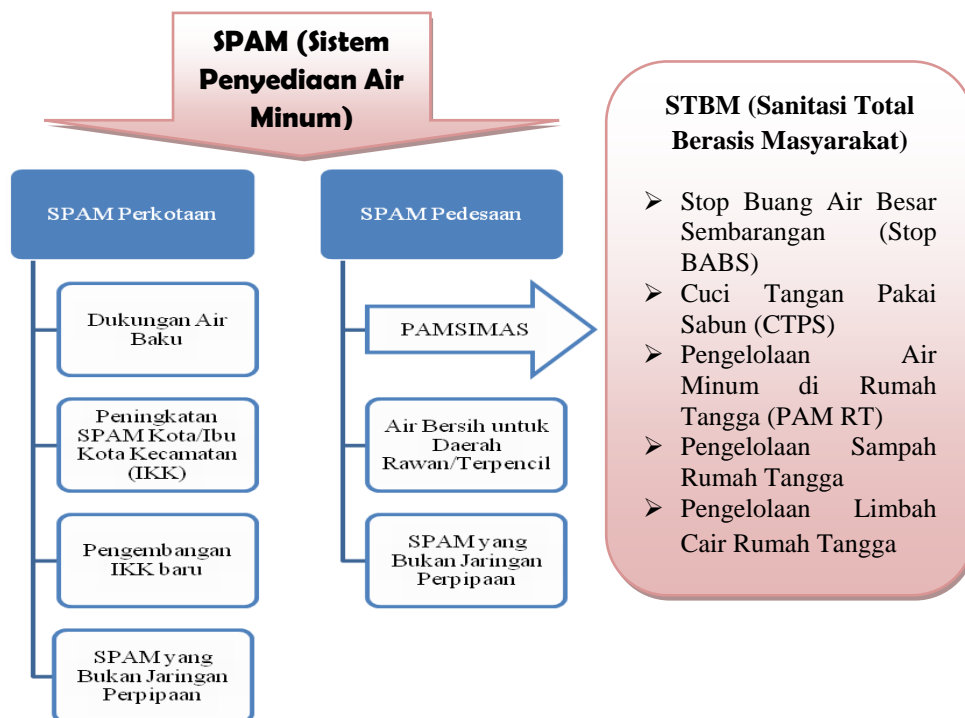 SPAM (Sistem
Penyediaan Air
Minum)
SPAM Perkotaan
Dukungan Air
Baku
Peningkatan
SPAM Kota/Ibu
Kota Kecamatan
(IKK)
Pengembangan
IKK baru
SPAM yang
Bukan Jaringan
Perpipaan
SPAM Pedesaan
PAMSIMAS
Air Bersih untuk
Daerah
Rawan/Terpencil
SPAM yang
Bukan Jaringan
Perpipaan
STBM (Sanitasi Total
Berasis Masyarakat)
➢ Stop Buang Air Besar
Sembarangan (Stop
BABS)
➢ Cuci Tangan Pakai
Sabun (CTPS)
➢ Pengelolaan Air
Minum di Rumah
Tangga (PAM RT)
➢ Pengelolaan Sampah
Rumah Tangga
➢ Pengelolaan Limbah
Cair Rumah Tangga